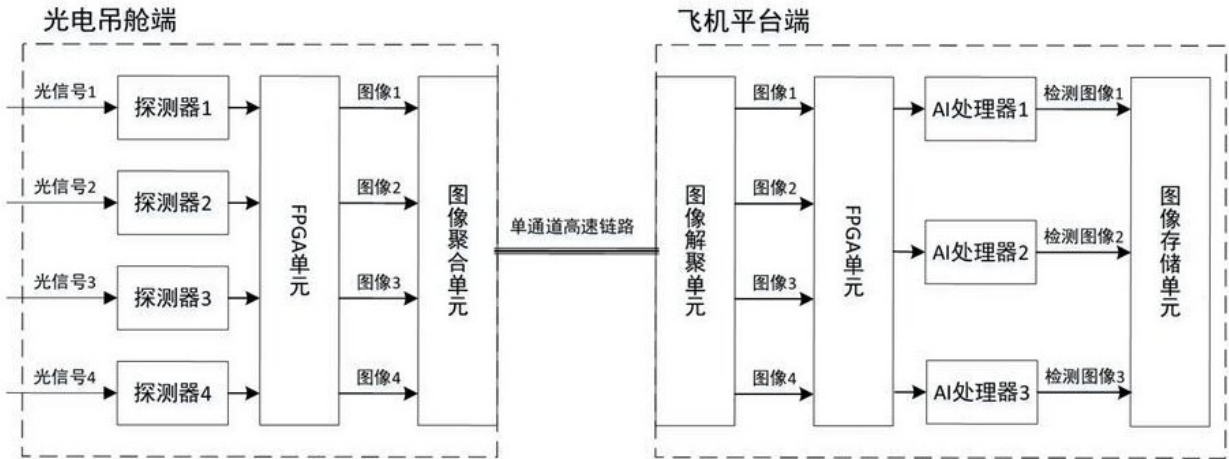 光电吊舱端
飞机平台端
光信号1
探测器1
图像1
光信号2
探测器2
图像2
光信号3
探测器3
图像3
光信号4
探测器4
图像4
FPGA单元
图像聚合单元
单通道高速链路
图像解聚单元
图像1
图像2
图像3
图像4
FPGA单元
AI处理器1
检测图像1
AI处理器2
检测图像2
AI处理器3
检测图像3
图像存储单元